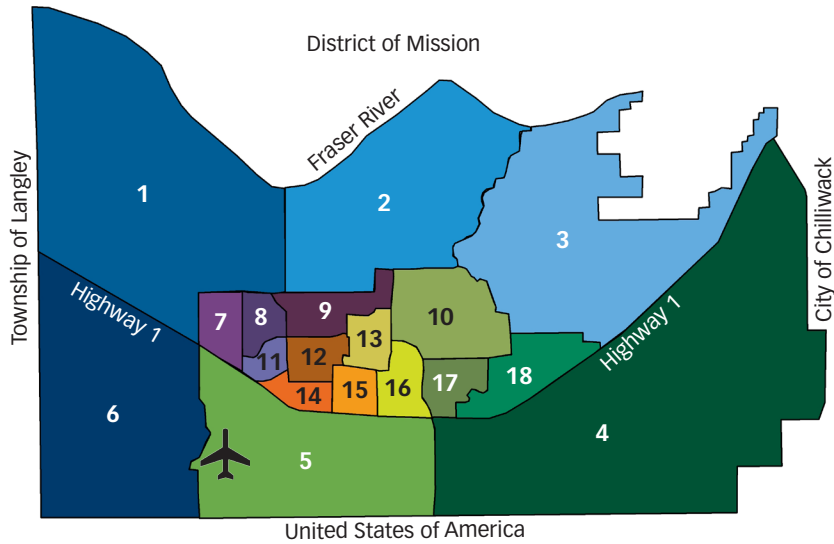 District of Mission
Fraser River
Township of Langley
City of Chilliwack
1
2
3
Highway 1
7
8
9
10
13
Highway 1
11
12
18
14
15
16
17
6
4
5
United States of America